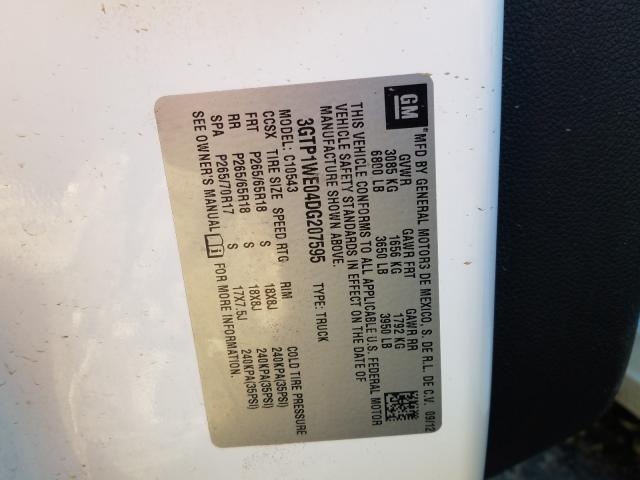 GM
MFD BY GENERAL MOTORS DE MEXICO, S. DE R.L. DE C.V. 09/12
GVWR GAWR FRT GAWR RR
3085 KG 1656 KG 1792 KG
6800 LB 3650 LB 3950 LB
THIS VEHICLE CONFORMS TO ALL APPLICABLE U.S. FEDERAL MOTOR
VEHICLE SAFETY STANDARDS IN EFFECT ON THE DATE OF
MANUFACTURE SHOWN ABOVE.
3GTP1WE04DG207595 TYPE: TRUCK
MODEL: C10543
CCSX TIRE SIZE SPEED RTG RIM COLD TIRE PRESSURE
FRT P265/65R18 S 18X8J 240KPA(35PSI)
RR P265/65R18 S 18X8J 240KPA(35PSI)
SPA P265/70R17 S 17X7.5J 240KPA(35PSI)
SEE OWNER'S MANUAL FOR MORE INFORMATION.